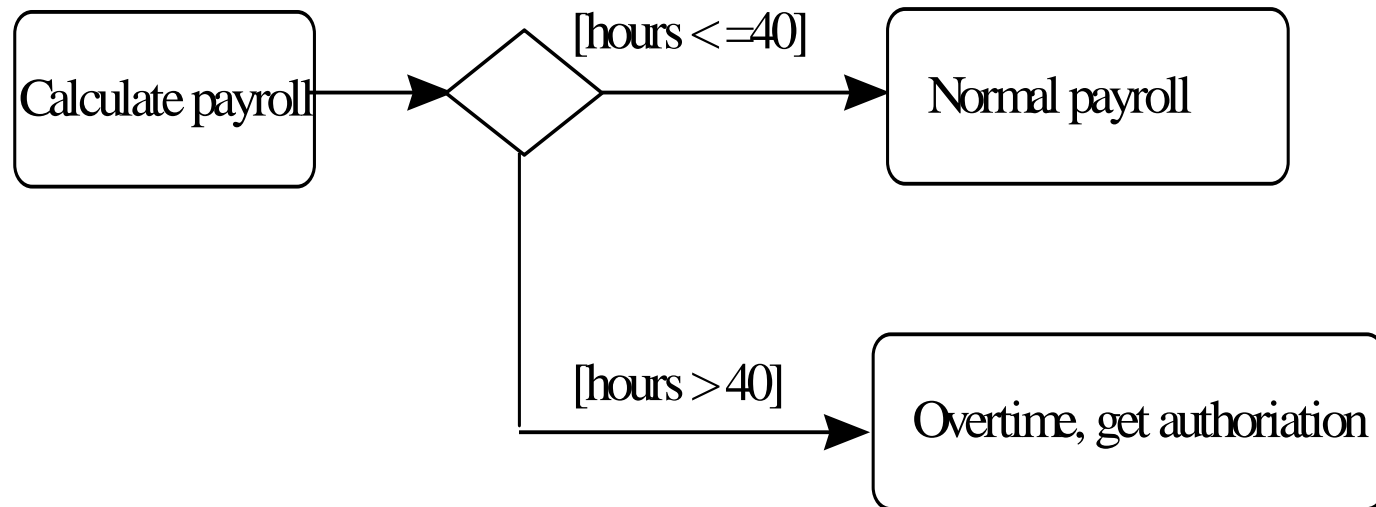 [hours <=40]
Calculate payroll
Normal payroll
[hours > 40]
Overtime, get authoriation